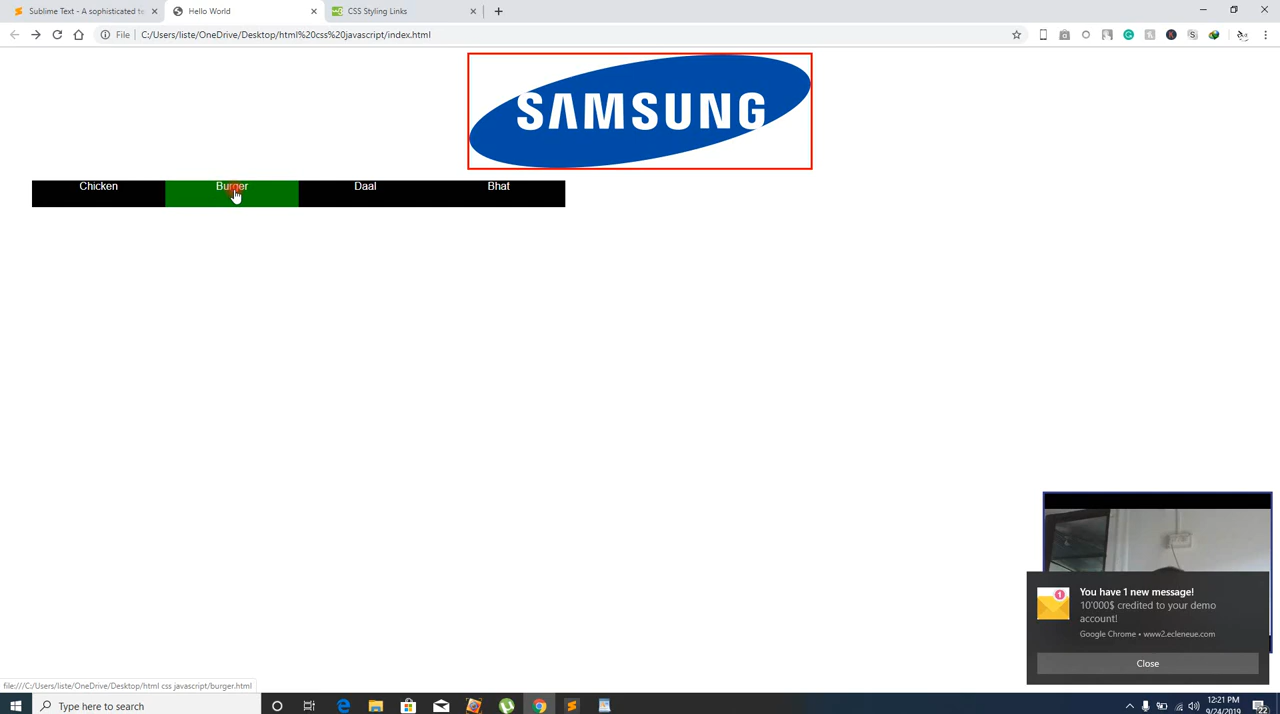 Sublime Text - A sophisticated te
Hello World
CSS Styling Links
File
C:/Users/liste/OneDrive/Desktop/html%20css%20javascript/index.html
SAMSUNG
Chicken
Burger
Daal
Bhat
1
You have 1 new message!
10'000$ credited to your demo
account!
Google Chrome • www2.ecleneue.com
Close
file:///C:/Users/liste/OneDrive/Desktop/html css javascript/burger.html
Type here to search
12:21 PM
9/24/2019
22